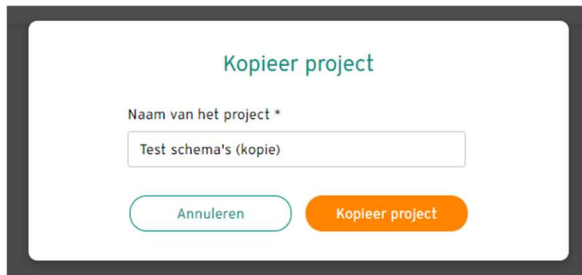 Kopieer project
Naam van het project *
Test schema's (kopie)
Annuleren
Kopieer project